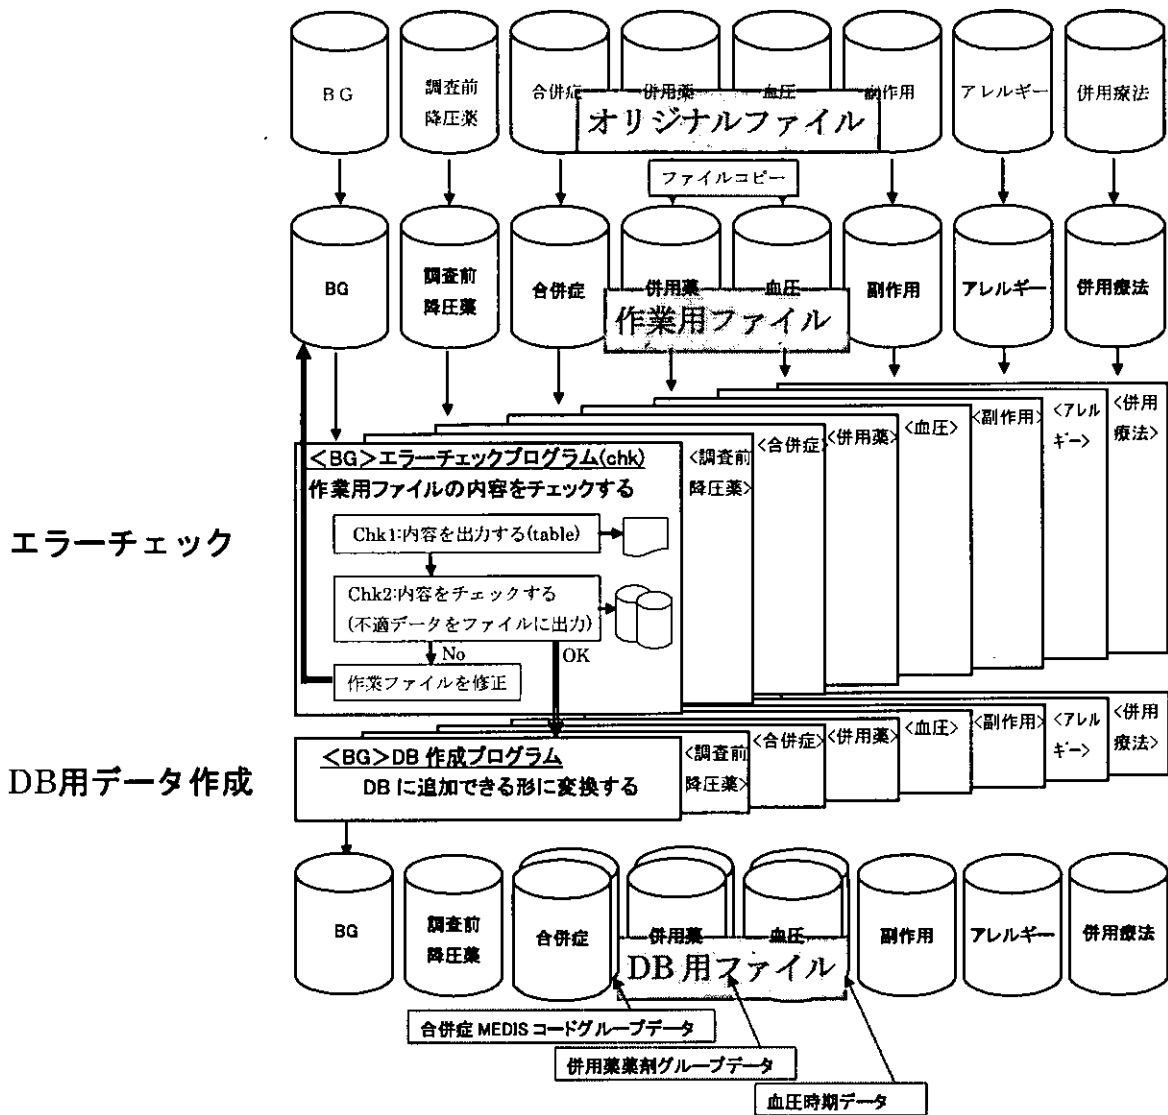 BG
調査前
降圧薬
合併症
併用薬
血圧
副作用
アレルギー
併用療法
オリジナルファイル
ファイルコピー
BG
調査前
降圧薬
合併症
併用薬
血圧
副作用
アレルギー
併用療法
作業用ファイル
エラーチェック
<BG>エラーチェックプログラム(chk)
作業用ファイルの内容をチェックする
Chk1:内容を出力する(table)
Chk2:内容をチェックする
(不適データをファイルに出力)
No
OK
作業ファイルを修正
<調査前
降圧薬>
<合併症>
<併用薬>
<血圧>
<副作用>
<アレル
ギー>
<併用
療法>
DB用データ作成
<BG>DB 作成プログラム
DB に追加できる形に変換する
<調査前
降圧薬>
<合併症>
<併用薬>
<血圧>
<副作用>
<アレル
ギー>
<併用
療法>
BG
調査前
降圧薬
合併症
併用薬
血圧
副作用
アレルギー
併用療法
DB 用ファイル
合併症 MEDIS コードグループデータ
併用薬薬剤グループデータ
血圧時期データ